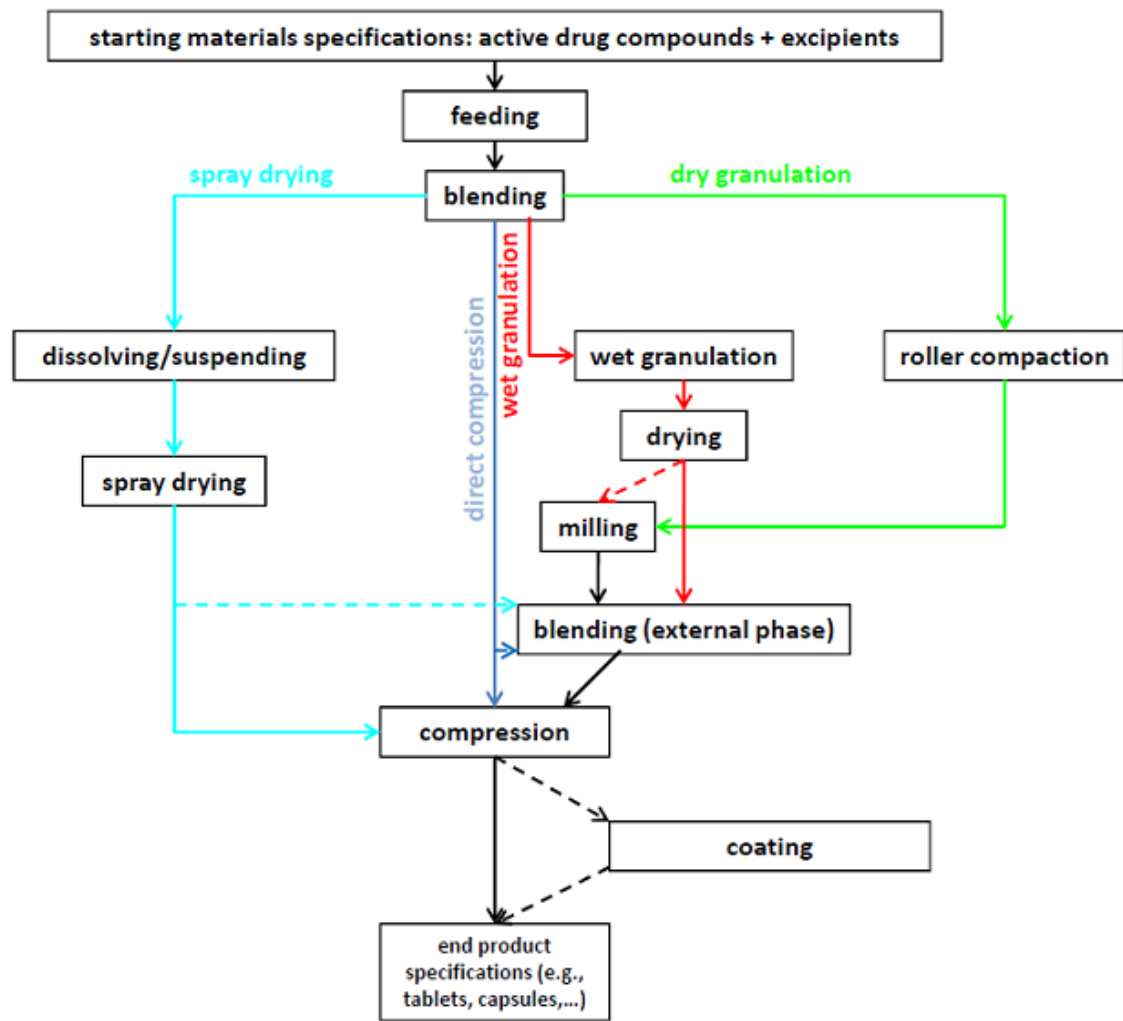 starting materials specifications: active drug compounds + excipients
feeding
spray drying
dry granulation
blending
direct compression
wet granulation
dissolving/suspending
wet granulation
roller compaction
drying
spray drying
milling
blending (external phase)
compression
coating
end product
specifications (e.g.,
tablets, capsules,...)